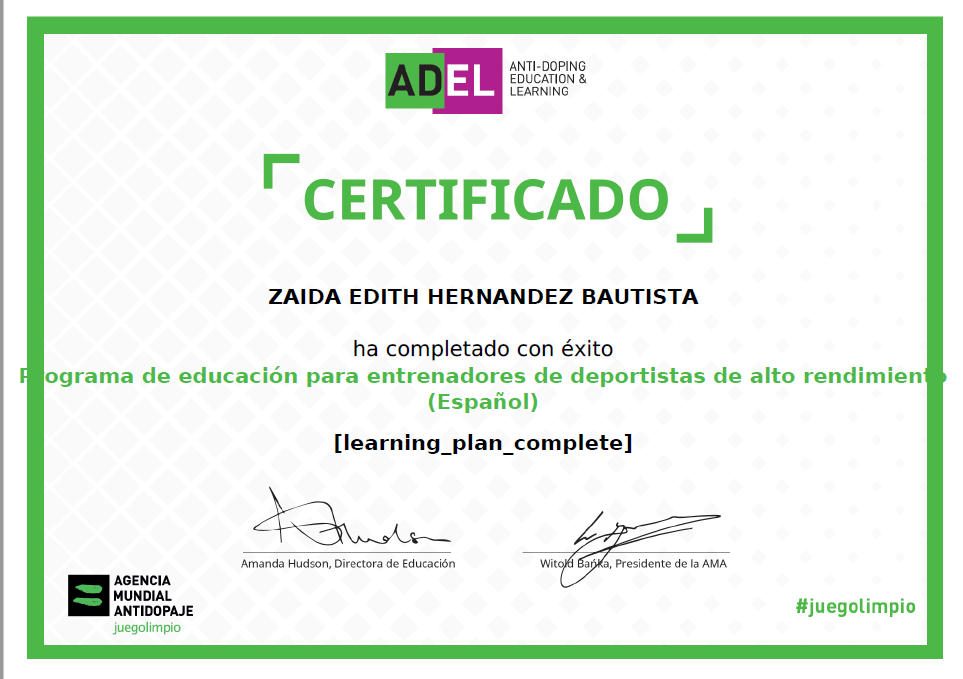 ADEL
ANTI-DOPING
EDUCATION &
LEARNING
CERTIFICADO
ZAIDA EDITH HERNANDEZ BAUTISTA
ha completado con éxito
Programa de educación para entrenadores de deportistas de alto rendimiento
(Español)
[learning_plan_complete]
Amanda Hudson, Directora de Educación
Witold Bańka, Presidente de la AMA
AGENCIA
MUNDIAL
ANTIDOPAJE
juegolimpio
#juegolimpio